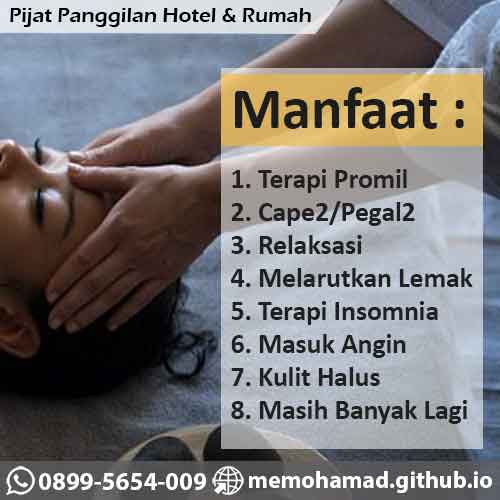 Pijat Panggilan Hotel & Rumah
Manfaat :
1. Terapi Promil
2. Cape2/Pegal2
3. Relaksasi
4. Melarutkan Lemak
5. Terapi Insomnia
6. Masuk Angin
7. Kulit Halus
8. Masih Banyak Lagi
0899-5654-009 memohamad.github.io